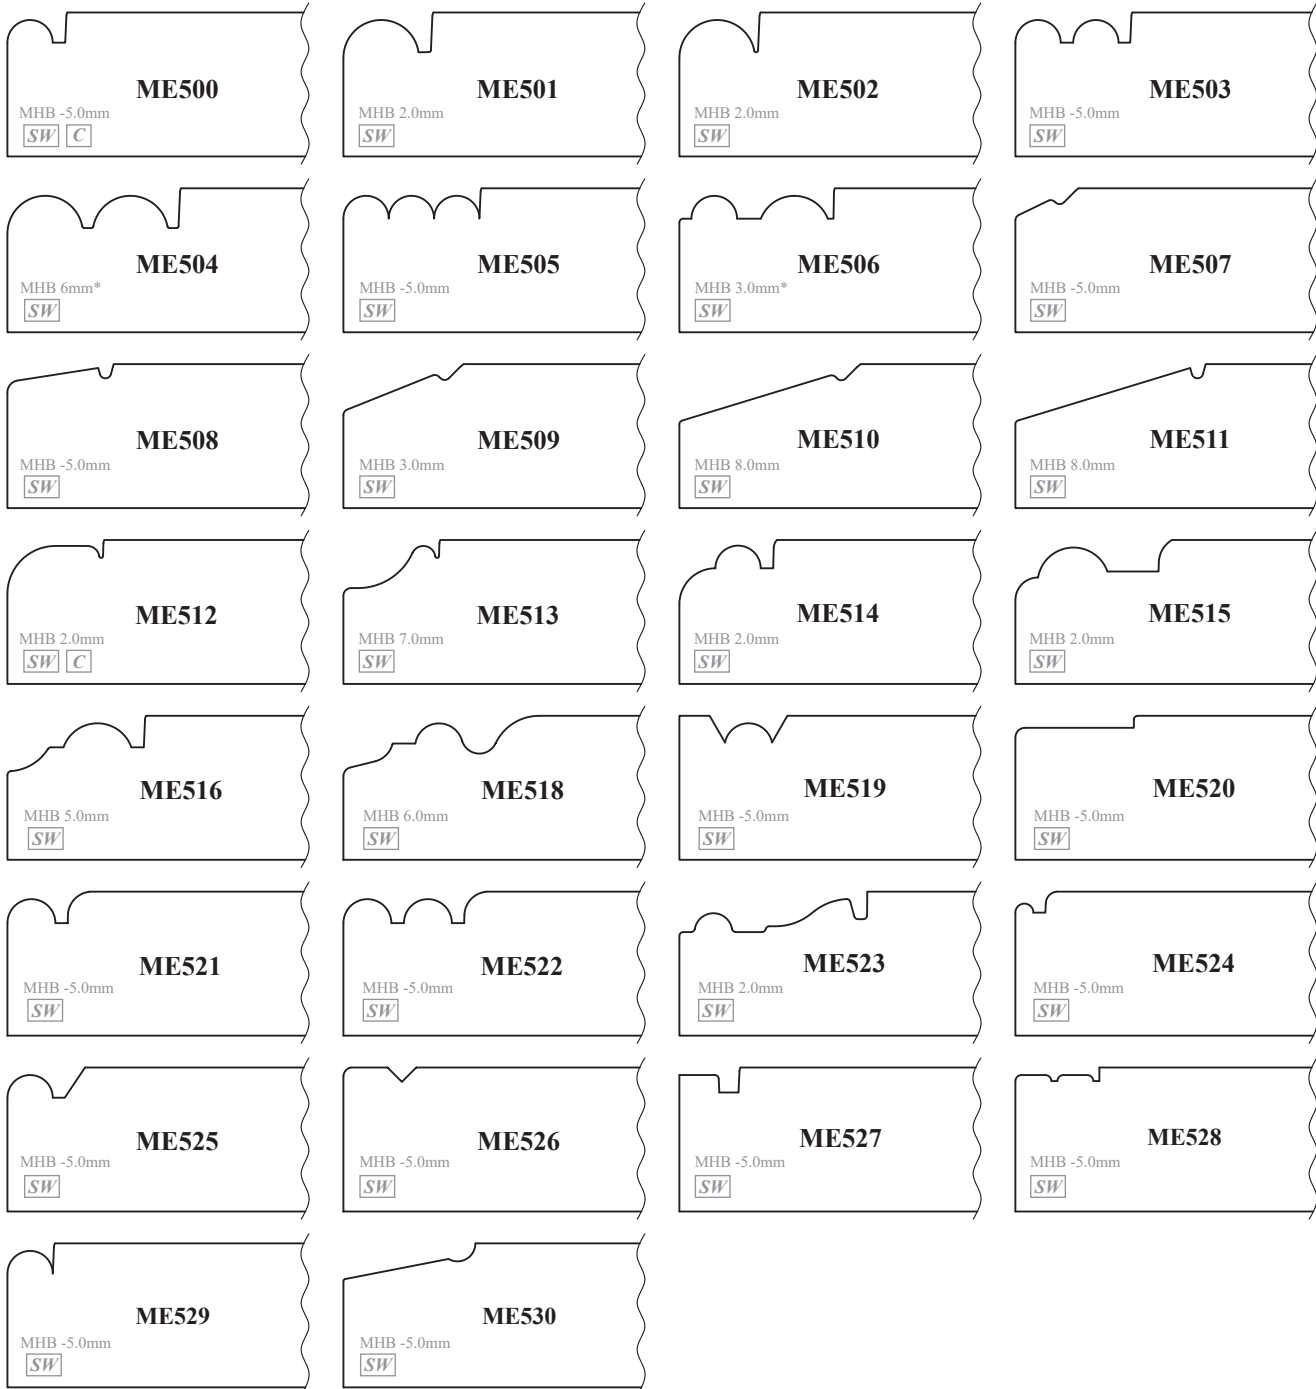 ME500
MHB -5.0mm
SW C
ME501
MHB 2.0mm
SW
ME502
MHB 2.0mm
SW
ME503
MHB -5.0mm
SW
ME504
MHB 6mm*
SW
ME505
MHB -5.0mm
SW
ME506
MHB 3.0mm*
SW
ME507
MHB -5.0mm
SW
ME508
MHB -5.0mm
SW
ME509
MHB 3.0mm
SW
ME510
MHB 8.0mm
SW
ME511
MHB 8.0mm
SW
ME512
MHB 2.0mm
SW C
ME513
MHB 7.0mm
SW
ME514
MHB 2.0mm
SW
ME515
MHB 2.0mm
SW
ME516
MHB 5.0mm
SW
ME518
MHB 6.0mm
SW
ME519
MHB -5.0mm
SW
ME520
MHB -5.0mm
SW
ME521
MHB -5.0mm
SW
ME522
MHB -5.0mm
SW
ME523
MHB 2.0mm
SW
ME524
MHB -5.0mm
SW
ME525
MHB -5.0mm
SW
ME526
MHB -5.0mm
SW
ME527
MHB -5.0mm
SW
ME528
MHB -5.0mm
SW
ME529
MHB -5.0mm
SW
ME530
MHB -5.0mm
SW